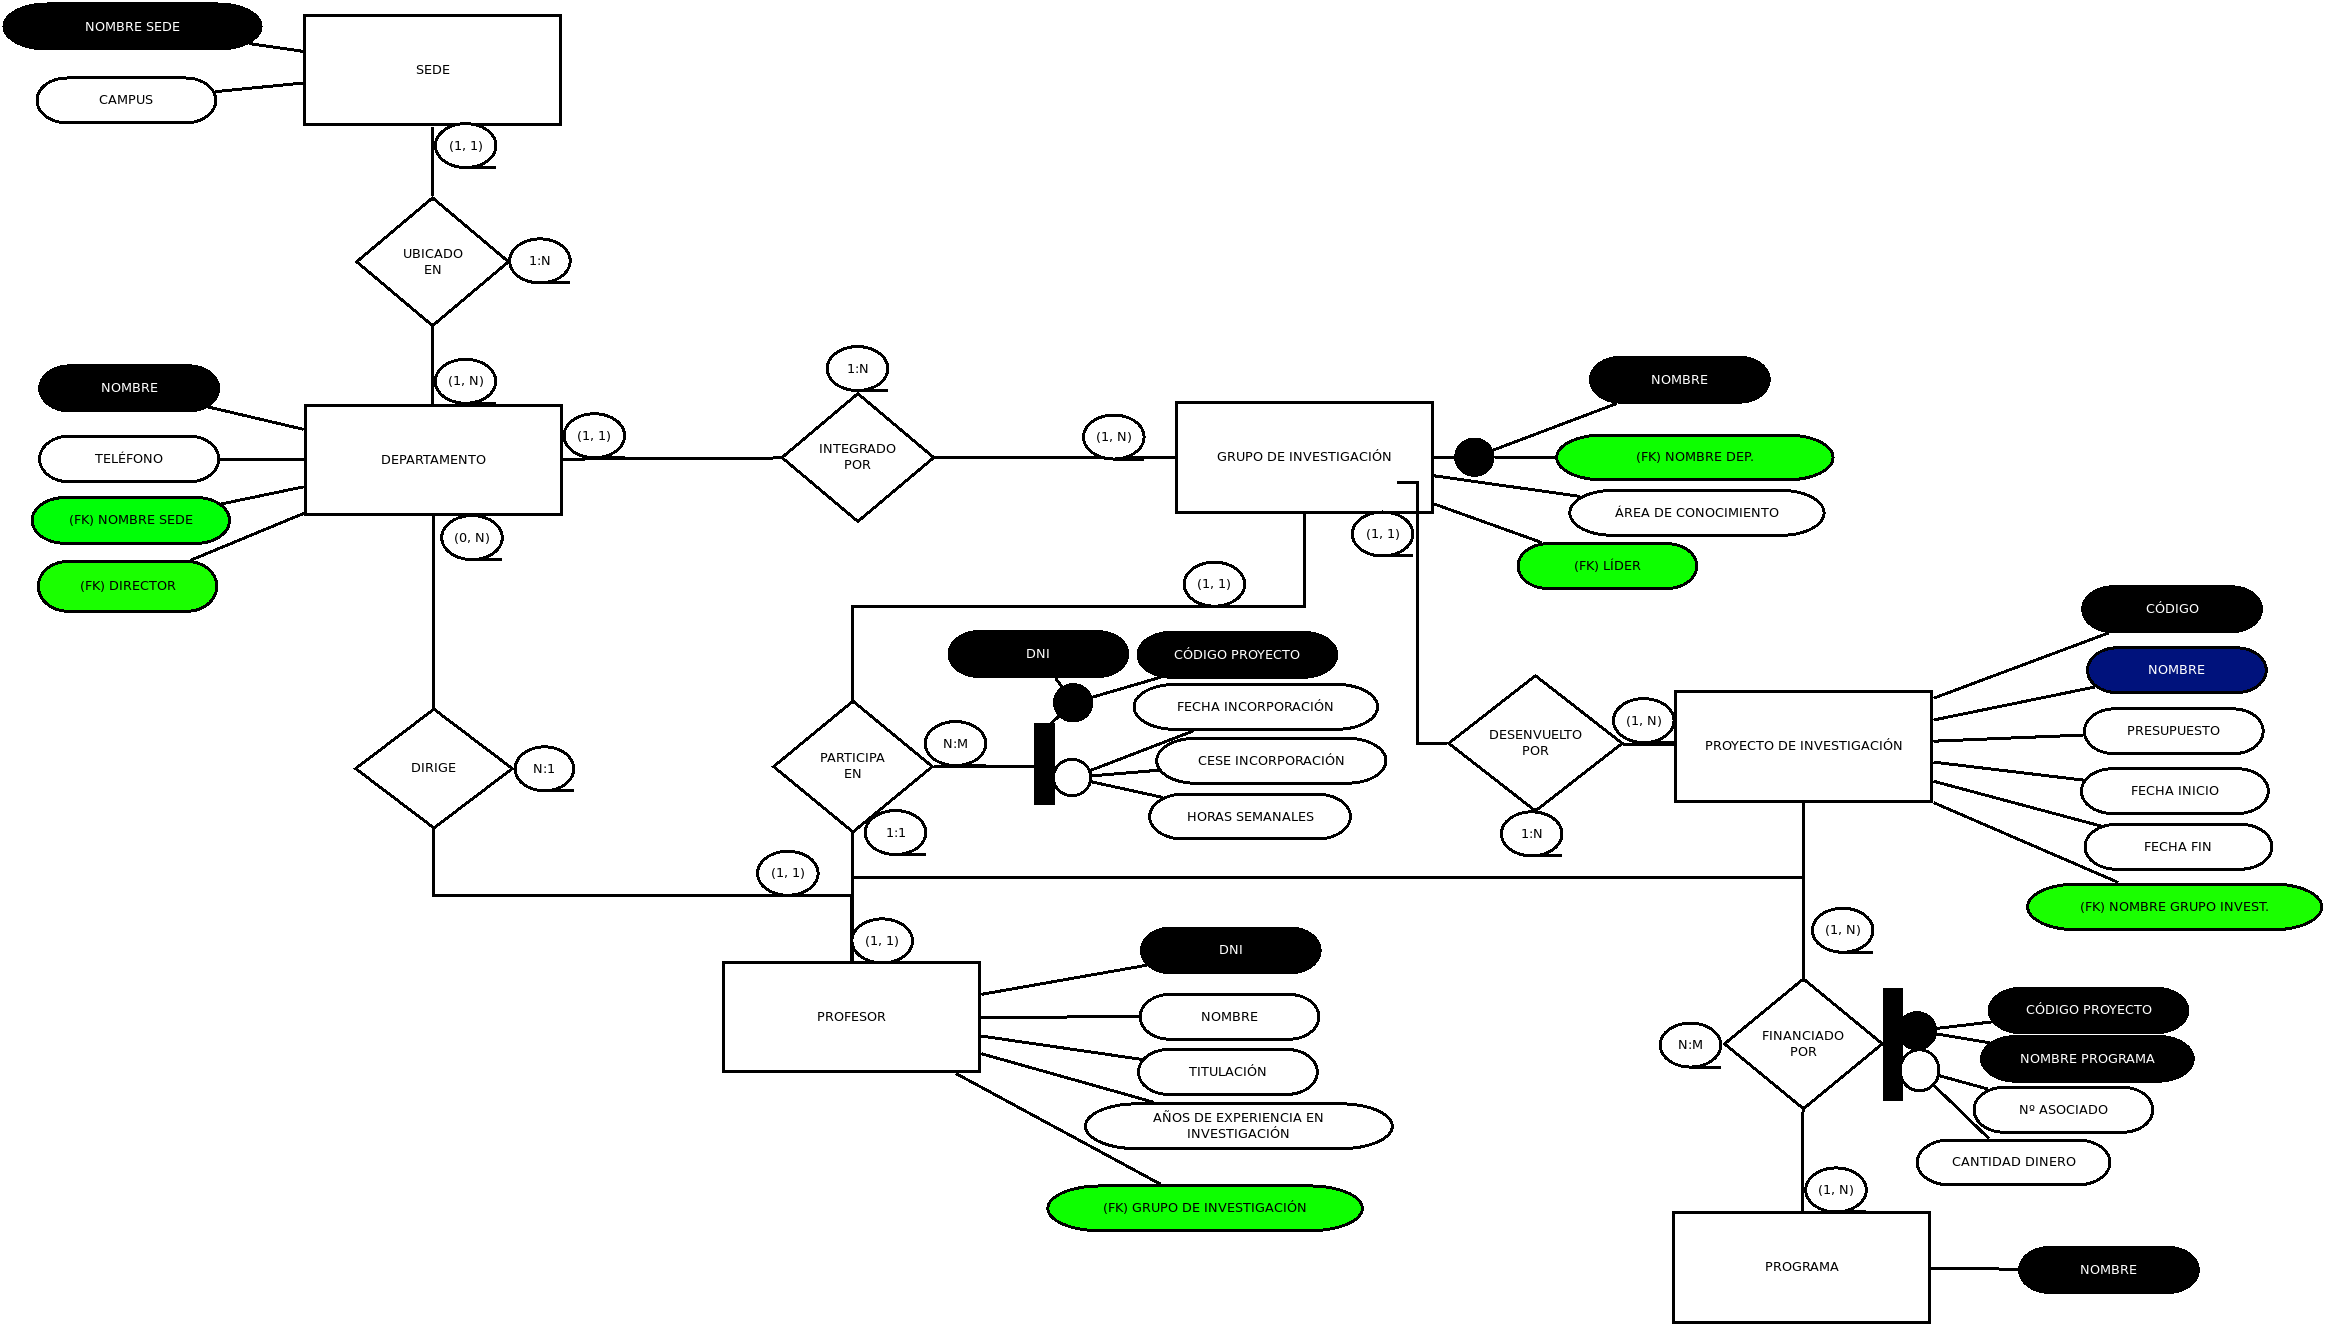 NOMBRE SEDE
SEDE
CAMPUS
(1, 1)
UBICADO
EN
1:N
(1, N)
NOMBRE
TELÉFONO
DEPARTAMENTO
(FK) NOMBRE SEDE
(FK) DIRECTOR
(1, 1)
(0, N)
1:N
INTEGRADO
POR
(1, N)
GRUPO DE INVESTIGACIÓN
NOMBRE
(FK) NOMBRE DEP.
ÁREA DE CONOCIMIENTO
(FK) LÍDER
(1, 1)
(1, 1)
DNI
CÓDIGO PROYECTO
FECHA INCORPORACIÓN
CESE INCORPORACIÓN
HORAS SEMANALES
N:M
PARTICIPA
EN
1:1
DIRIGE
N:1
(1, 1)
(1, 1)
DESENVUELTO
POR
1:N
(1, N)
PROYECTO DE INVESTIGACIÓN
CÓDIGO
NOMBRE
PRESUPUESTO
FECHA INICIO
FECHA FIN
(FK) NOMBRE GRUPO INVEST.
(1, N)
PROFESOR
DNI
NOMBRE
TITULACIÓN
AÑOS DE EXPERIENCIA EN
INVESTIGACIÓN
(FK) GRUPO DE INVESTIGACIÓN
N:M
FINANCIADO
POR
CÓDIGO PROYECTO
NOMBRE PROGRAMA
Nº ASOCIADO
CANTIDAD DINERO
(1, N)
PROGRAMA
NOMBRE